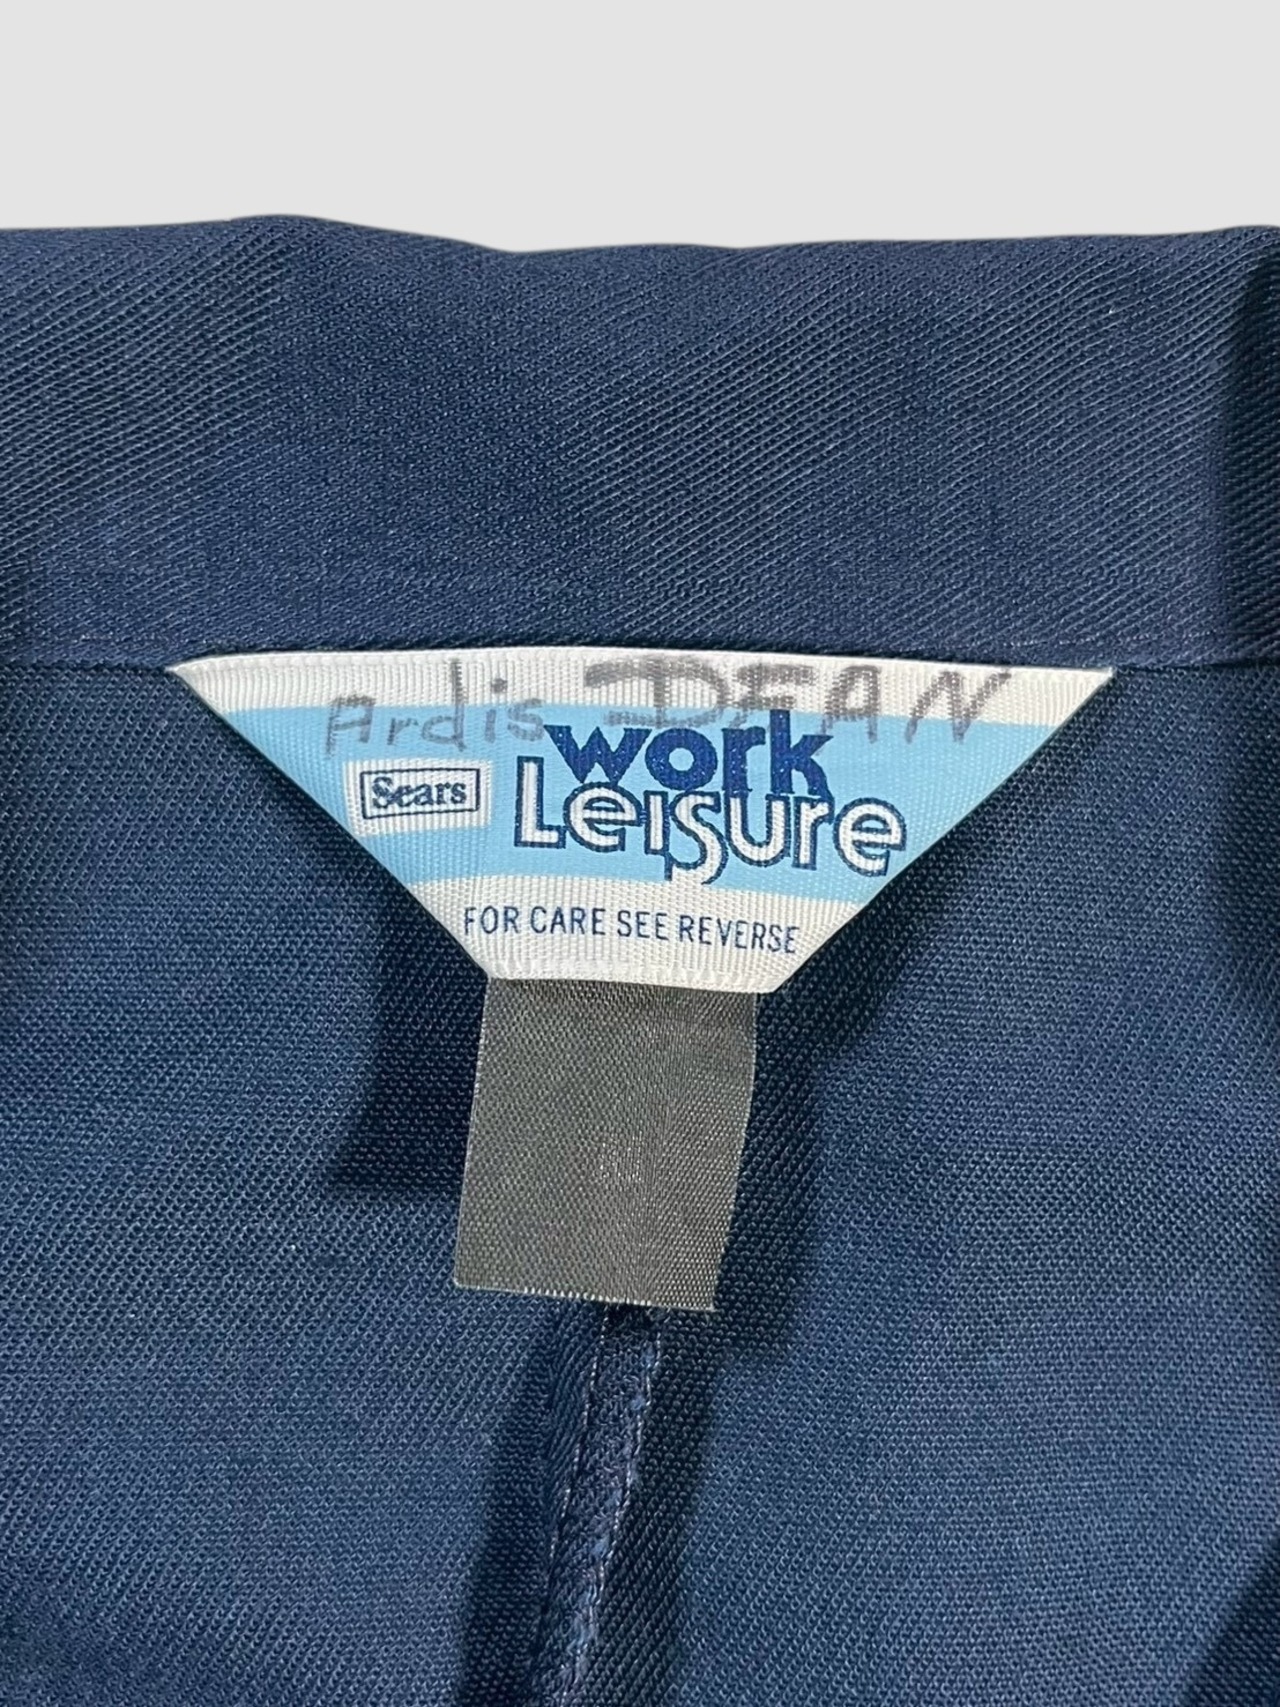 Ardis DEAN
work
Sears Leisure
FOR CARE SEE REVERSE